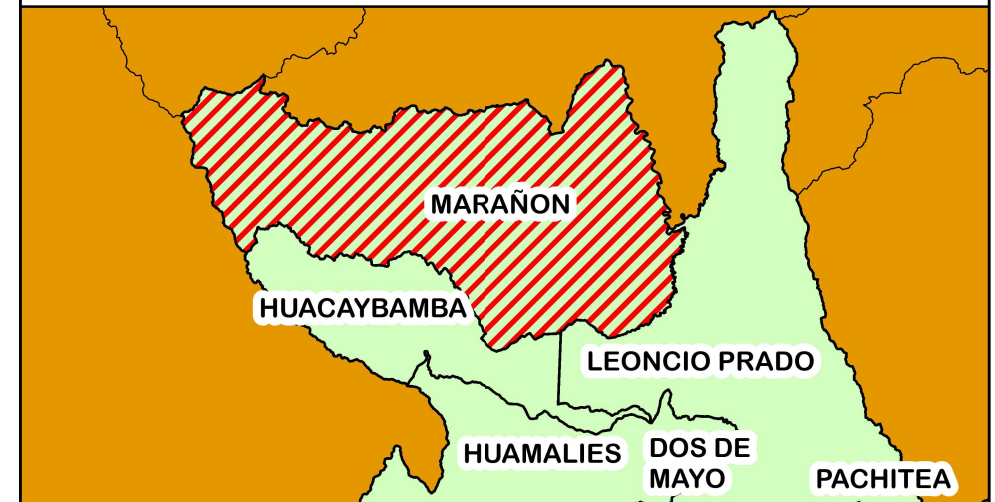 MARAÑON
HUACAYBAMBA
LEONCIO PRADO
HUAMALIES
DOS DE
MAYO
PACHITEA